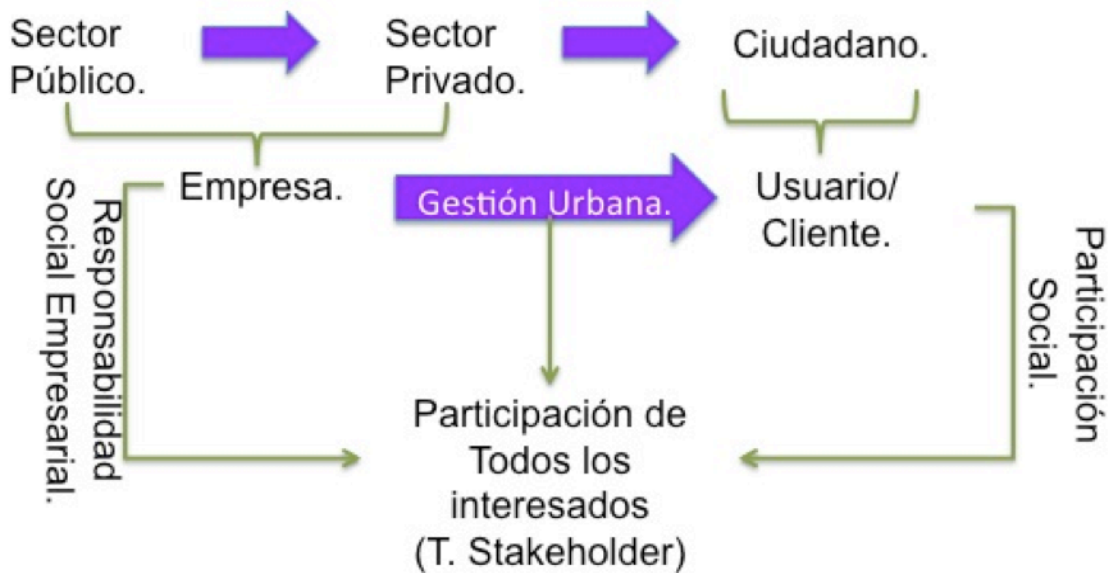 Sector
Público.
Sector
Privado.
Ciudadano.
Empresa.
Gestión Urbana.
Usuario/
Cliente.
Responsabilidad
Social Empresarial.
Participación
Social.
Participación de
Todos los
interesados
(T. Stakeholder)